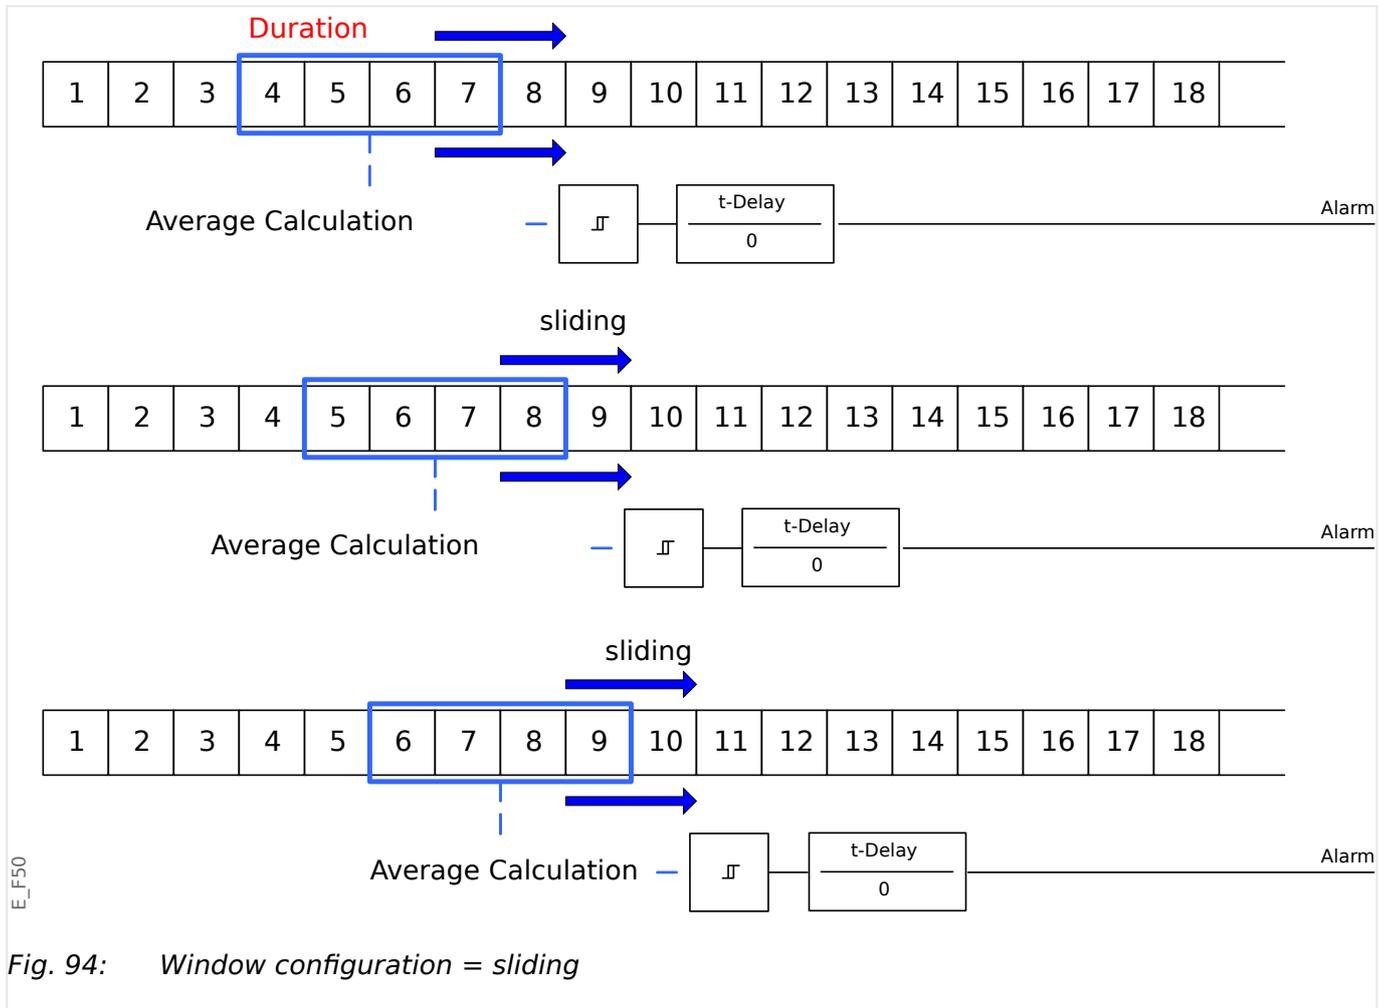 Duration
1 2 3 4 5 6 7 8 9 10 11 12 13 14 15 16 17 18
t-Delay
Alarm
Average Calculation
0
sliding
1 2 3 4 5 6 7 8 9 10 11 12 13 14 15 16 17 18
t-Delay
Alarm
Average Calculation
0
sliding
1 2 3 4 5 6 7 8 9 10 11 12 13 14 15 16 17 18
t-Delay
Alarm
Average Calculation
0
E_F50
Fig. 94: Window configuration = sliding